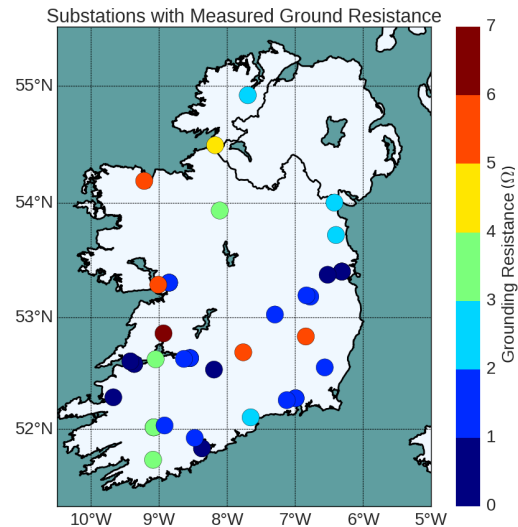 Substations with Measured Ground Resistance
55°N
54°N
53°N
52°N
10°W 9°W 8°W 7°W 6°W 5°W
7
6
5
4
3
2
1
0
Grounding Resistance (Ω)